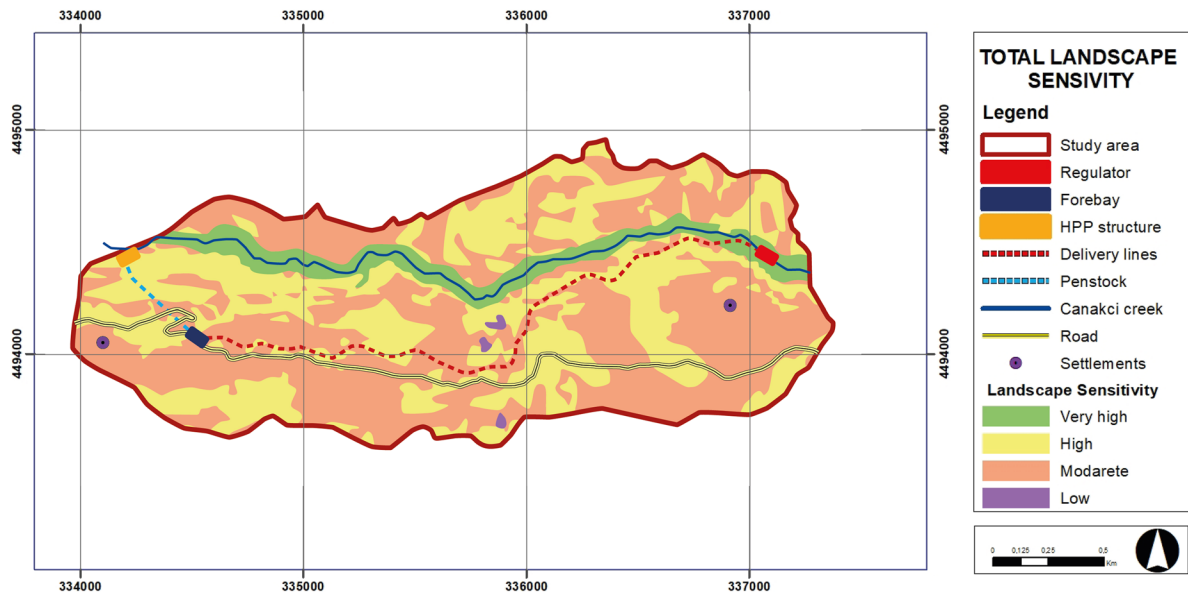 334000 335000 336000 337000
4495000 4495000
4494000 4494000
334000 335000 336000 337000
TOTAL LANDSCAPE
SENSIVITY
Legend
Study area
Regulator
Forebay
HPP structure
Delivery lines
Penstock
Canakci creek
Road
Settlements
Landscape Sensitivity
Very high
High
Modarete
Low
0 0,125 0,25 0,5
Km